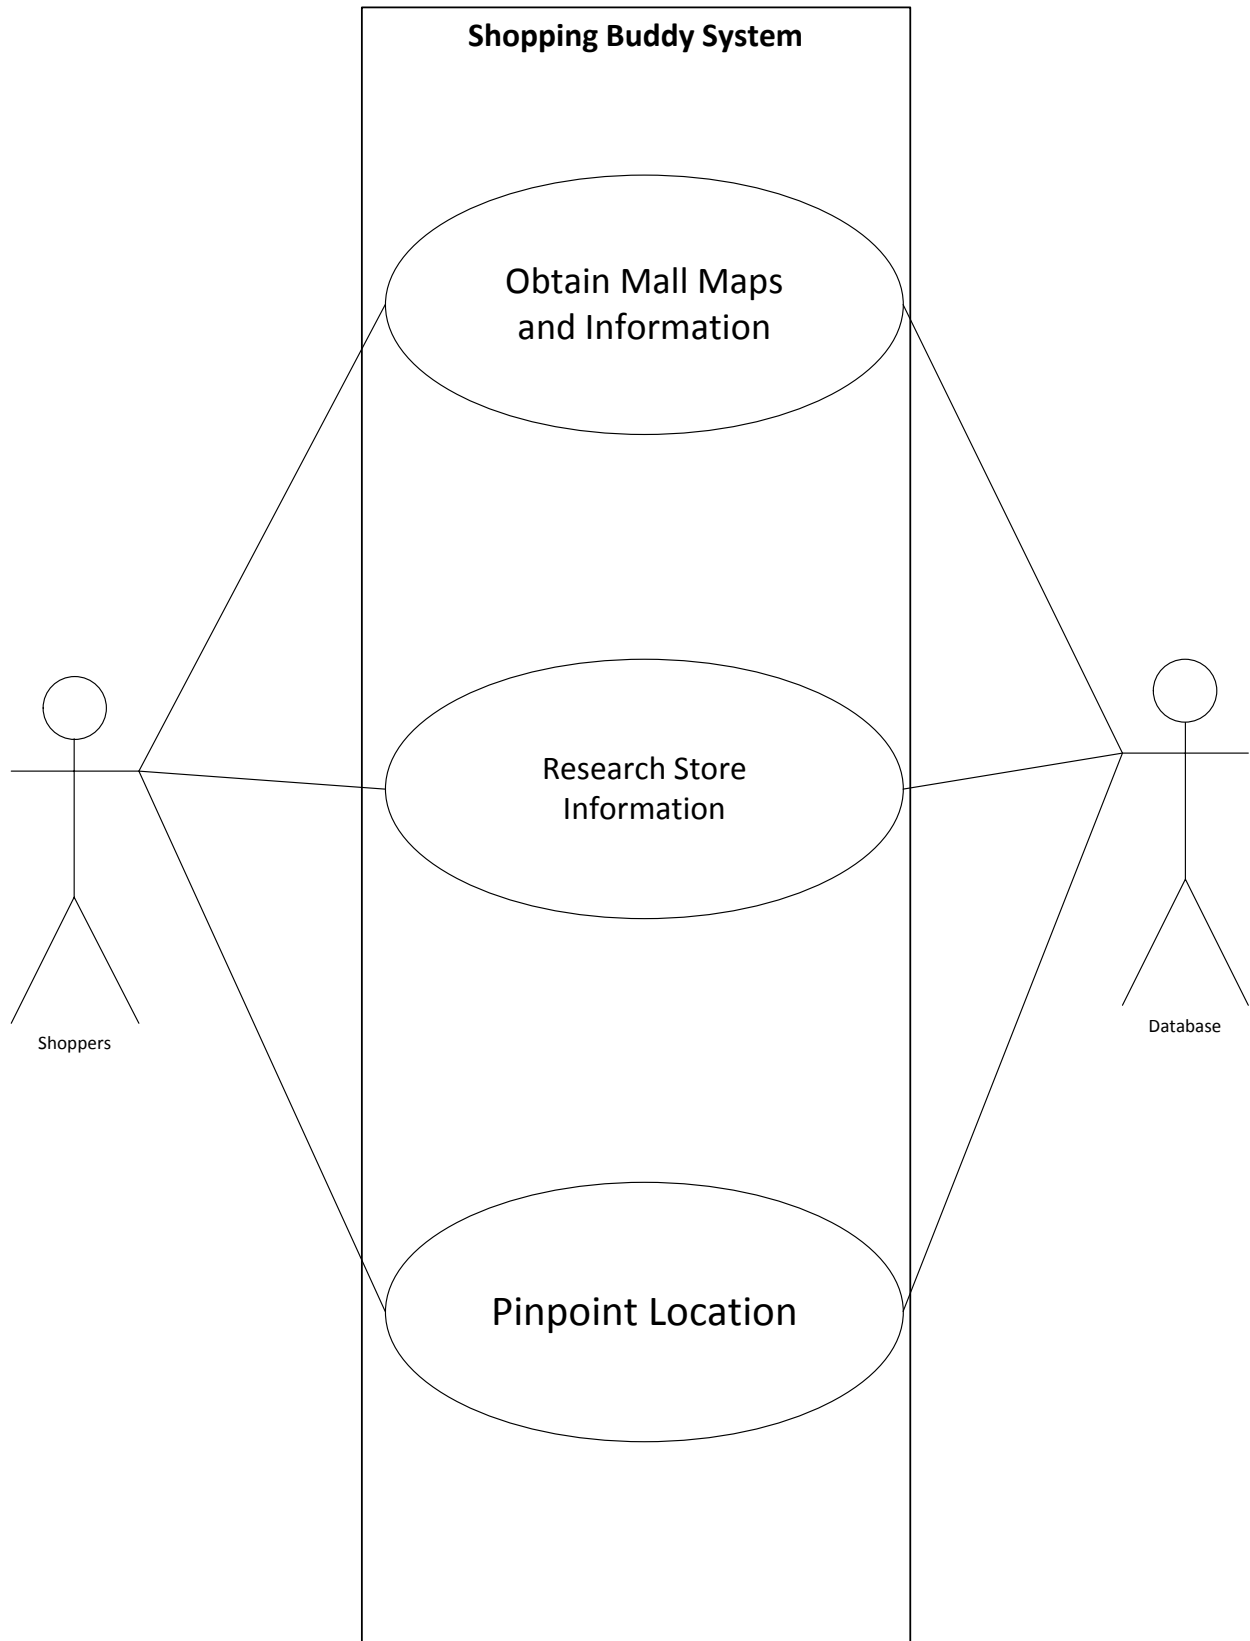 Shopping Buddy System
Obtain Mall Maps
and Information
Research Store
Information
Shoppers
Database
Pinpoint Location